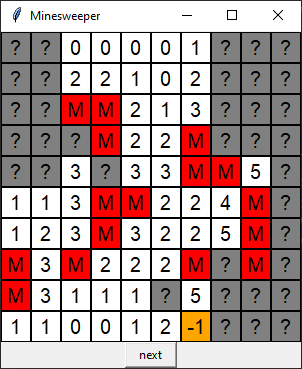 Minesweeper
? ? 0 0 0 0 1 ? ? ?
? ? 2 2 1 0 2 ? ? ?
? ? M M 2 1 3 ? ? ?
? ? ? M 2 2 M ? ? ?
? ? 3 ? 3 3 M M 5 ?
1 1 3 M M 2 2 4 M ?
1 2 3 M 3 2 2 5 M ?
M 3 M 2 2 2 M ? M ?
M 3 1 1 1 ? 5 ? ? ?
1 1 0 0 1 2 -1 ? ? ?
next